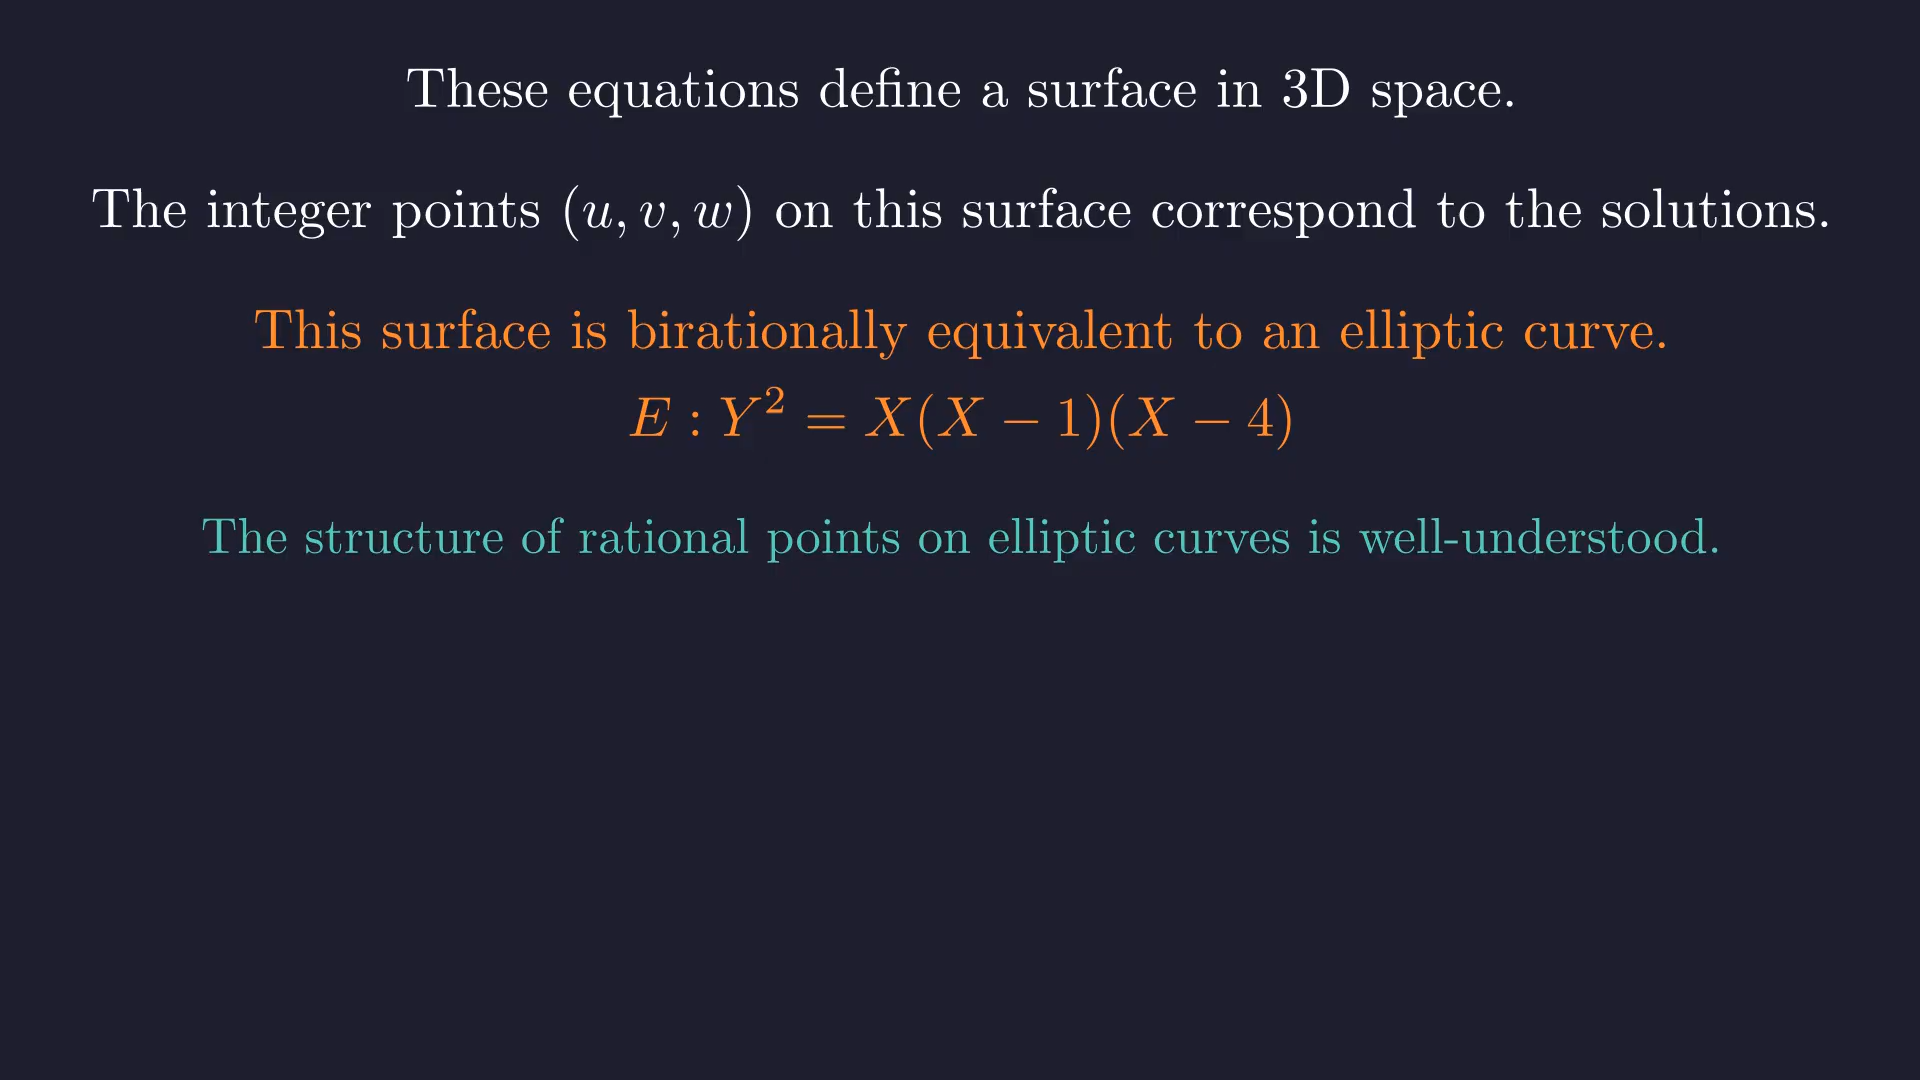 These equations define a surface in 3D space.
The integer points (u, v, w) on this surface correspond to the solutions.
This surface is birationally equivalent to an elliptic curve.
E : Y² = X(X − 1)(X − 4)
The structure of rational points on elliptic curves is well-understood.